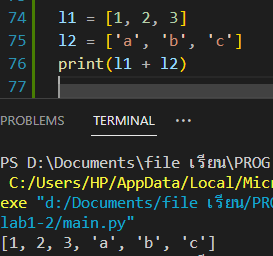 74 l1 = [1, 2, 3]
75 l2 = ['a', 'b', 'c']
76 print(l1 + l2)
77
PROBLEMS TERMINAL ···
PS D:\Documents\file เรียน\PROG
C:/Users/HP/AppData/Local/Micr
exe "d:/Documents/file เรียน/PRO
lab1-2/main.py"
[1, 2, 3, 'a', 'b', 'c']